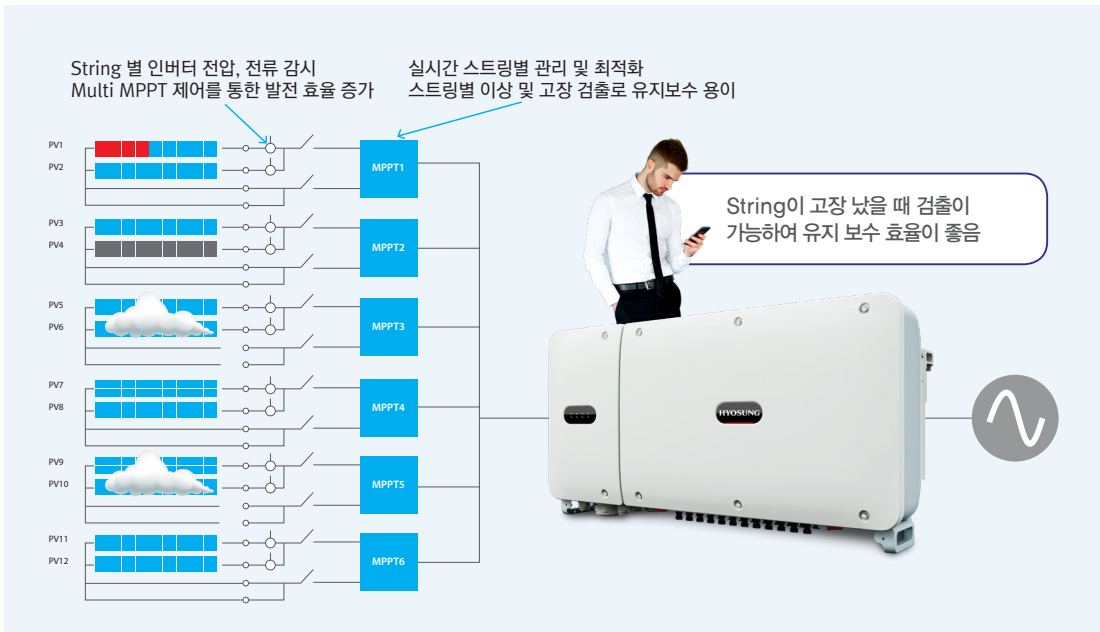 String 별 인버터 전압, 전류 감시
Multi MPPT 제어를 통한 발전 효율 증가
실시간 스트링별 관리 및 최적화
스트링별 이상 및 고장 검출로 유지보수 용이
PV1
PV2
MPPT1
PV3
PV4
MPPT2
PV5
PV6
MPPT3
PV7
PV8
MPPT4
PV9
PV10
MPPT5
PV11
PV12
MPPT6
String이 고장 났을 때 검출이
가능하여 유지 보수 효율이 좋음
HYOSUNG